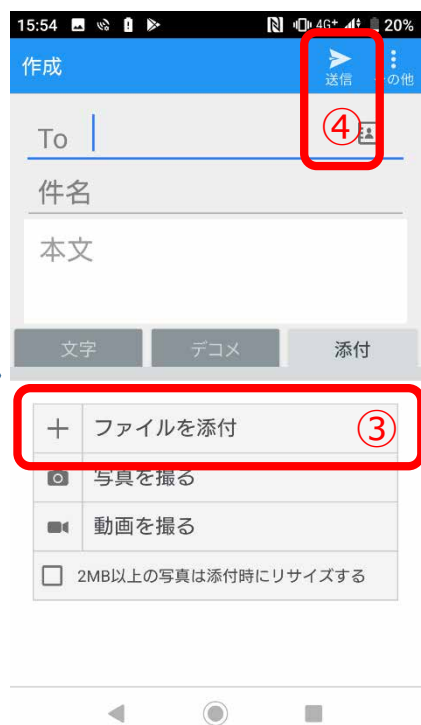 15:54 4G+ 20%
作成
送信 その他
④
To
件名
本文
文字 デコメ 添付
ファイルを添付 ③
写真を撮る
動画を撮る
2MB以上の写真は添付時にリサイズする